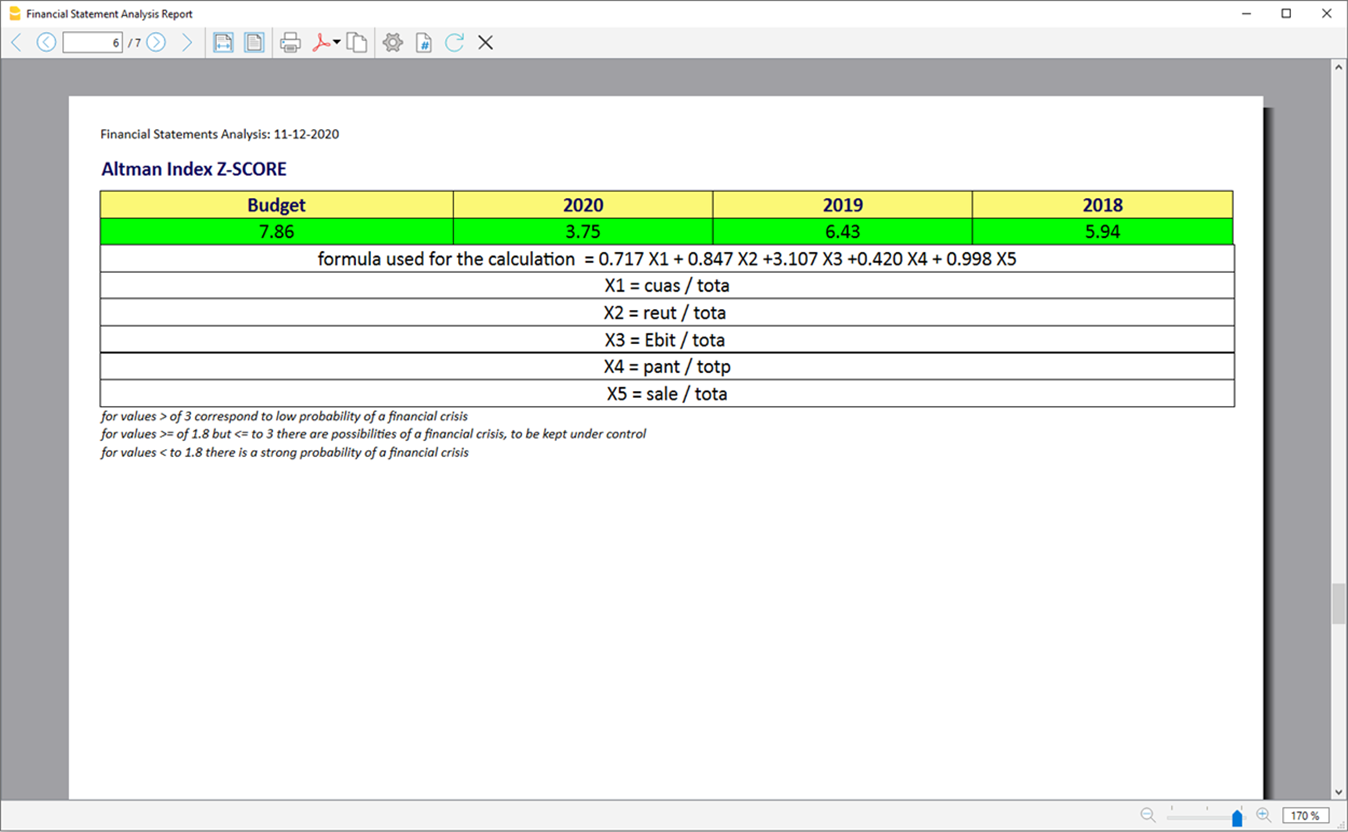 Financial Statement Analysis Report
6 / 7
#
Financial Statements Analysis: 11-12-2020
Altman Index Z-SCORE
Budget 2020 2019 2018
7.86 3.75 6.43 5.94
formula used for the calculation = 0.717 X1 + 0.847 X2 +3.107 X3 +0.420 X4 + 0.998 X5
X1 = cuas / tota
X2 = reut / tota
X3 = Ebit / tota
X4 = pant / totp
X5 = sale / tota
for values > of 3 correspond to low probability of a financial crisis
for values >= of 1.8 but <= to 3 there are possibilities of a financial crisis, to be kept under control
for values < to 1.8 there is a strong probability of a financial crisis
170 %